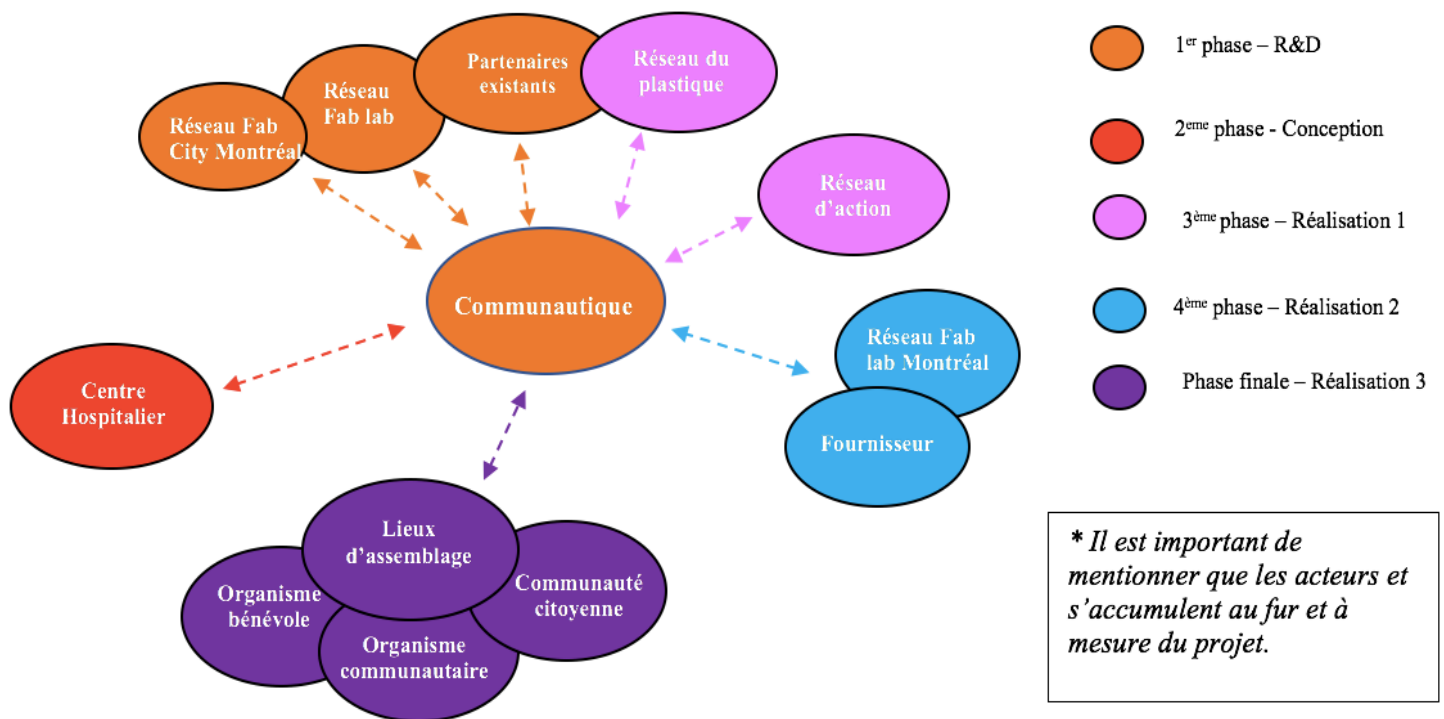 Partenaires
existants
Réseau du
plastique
Réseau
Fab lab
Réseau Fab
City Montréal
Réseau
d’action
Communautique
Réseau Fab
lab Montréal
Fournisseur
Centre
Hospitalier
Lieux
d’assemblage
Organisme
bénévole
Communauté
citoyenne
Organisme
communautaire
1er phase – R&D
2eme phase - Conception
3ème phase – Réalisation 1
4ème phase – Réalisation 2
Phase finale – Réalisation 3
* Il est important de
mentionner que les acteurs et
s’accumulent au fur et à
mesure du projet.